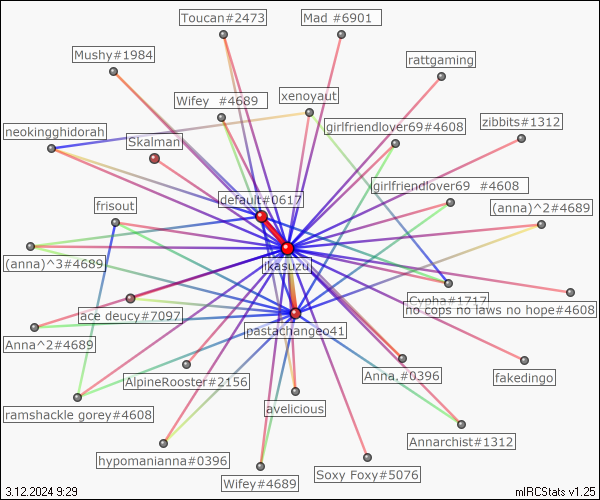 Toucan#2473
Mad #6901
Mushy#1984
rattgaming
Wifey #4689
xenoyaut
girlfriendlover69#4608
zibbits#1312
neokingghidorah
Skalman
girlfriendlover69 #4608
default#0617
frisout
(anna)^2#4689
(anna)^3#4689
ikasuzu
Cypha#1717
no cops no laws no hope#4608
ace deucy#7097
pastachangeo41
Anna^2#4689
AlpineRooster#2156
Anna.#0396
fakedingo
avelicious
ramshackle gorey#4608
Annarchist#1312
hypomanianna#0396
Soxy Foxy#5076
Wifey#4689
3.12.2024 9:29
mIRCStats v1.25